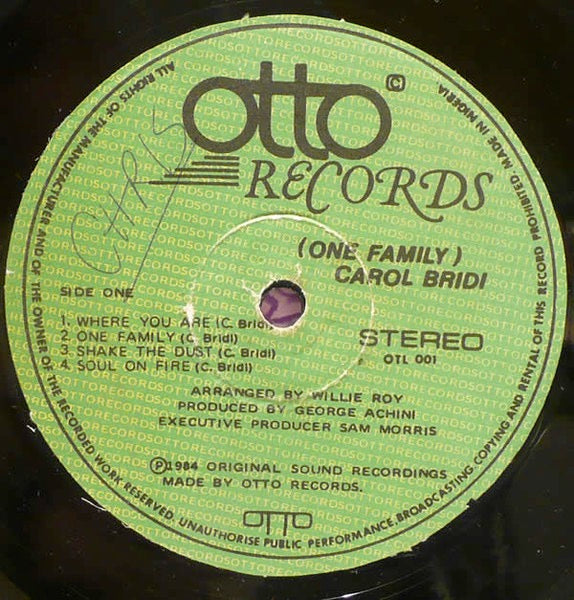 otto
©
RECORDS
CHRIS
(ONE FAMILY)
CAROL BRIDI
SIDE ONE
STEREO
OTL 001
1. WHERE YOU ARE (C. Bridi)
2. ONE FAMILY (C. Bridi)
3. SHAKE THE DUST (C. Bridi)
4. SOUL ON FIRE (C. Bridi)
ARRANGED BY WILLIE ROY
PRODUCED BY GEORGE ACHINI
EXECUTIVE PRODUCER SAM MORRIS
Ⓟ1984 ORIGINAL SOUND RECORDINGS
MADE BY OTTO RECORDS.
OTTO
ALL RIGHTS OF THE MANUFACTURER AND OF THE OWNER OF THE RECORDED WORK RESERVED. UNAUTHORISE PUBLIC PERFORMANCE, BROADCASTING, COPYING AND RENTAL OF THIS RECORD PROHIBITED. MADE IN NIGERIA